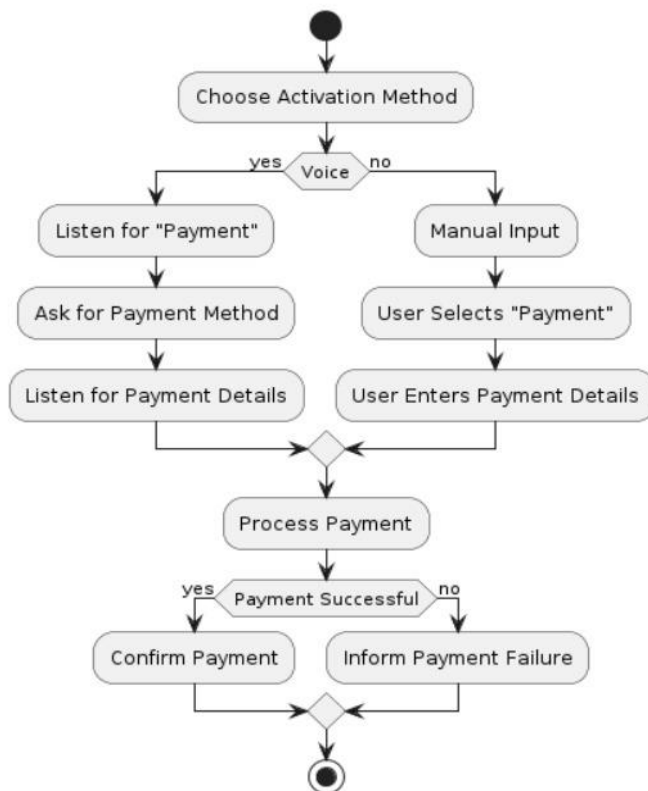 Choose Activation Method
yes
Voice
no
Listen for "Payment"
Manual Input
Ask for Payment Method
User Selects "Payment"
Listen for Payment Details
User Enters Payment Details
Process Payment
yes
Payment Successful
no
Confirm Payment
Inform Payment Failure